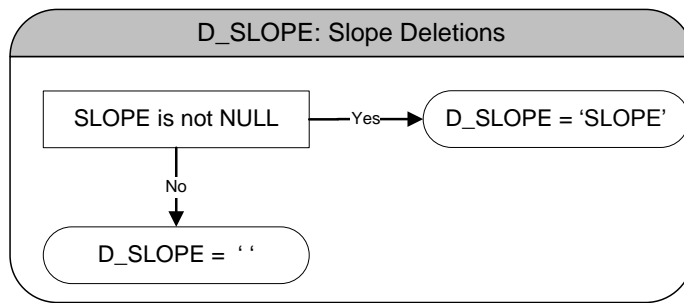 D_SLOPE: Slope Deletions
SLOPE is not NULL
Yes
D_SLOPE = ‘SLOPE’
No
D_SLOPE =  ‘ ‘